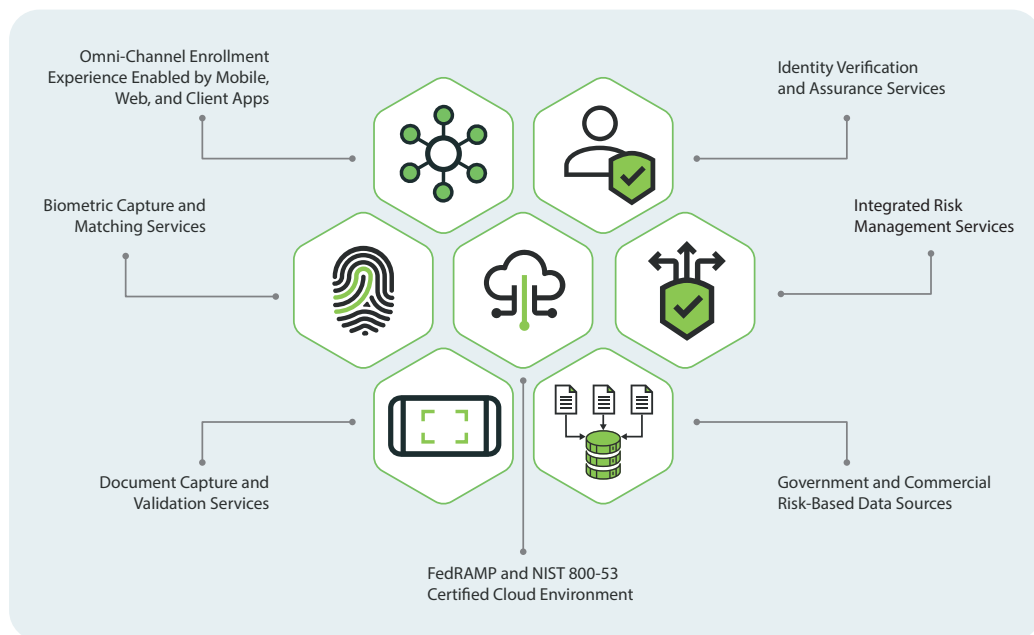 Omni-Channel Enrollment
Experience Enabled by Mobile,
Web, and Client Apps
Identity Verification
and Assurance Services
Biometric Capture and
Matching Services
Integrated Risk
Management Services
Document Capture and
Validation Services
Government and Commercial
Risk-Based Data Sources
FedRAMP and NIST 800-53
Certified Cloud Environment